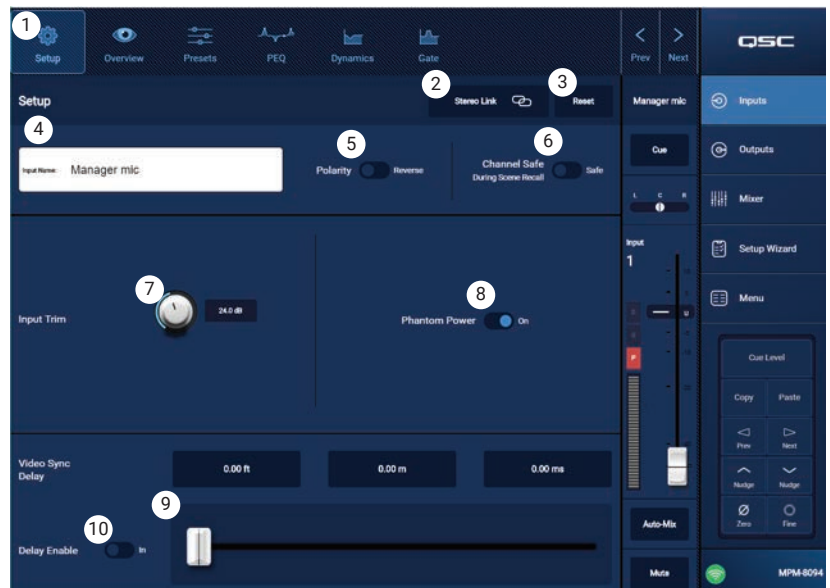 1
Setup
Overview
Presets
PEQ
Dynamics
Gate
Prev
Next
QSC
Setup
2
Stereo Link
3
Reset
Manager mic
Inputs
4
Input Name:
Manager mic
5
Polarity
Reverse
6
Channel Safe
During Scene Recall
Safe
Cue
Outputs
L
C
R
Mixer
Input
1
Setup Wizard
Menu
7
Input Trim
24.0 dB
8
Phantom Power
On
U
P
Cue Level
Copy
Paste
Prev
Next
Nudge
Nudge
Zero
Fine
Video Sync
Delay
0.00 ft
0.00 m
0.00 ms
9
10
Delay Enable
In
Auto-Mix
Mute
MPM-8094